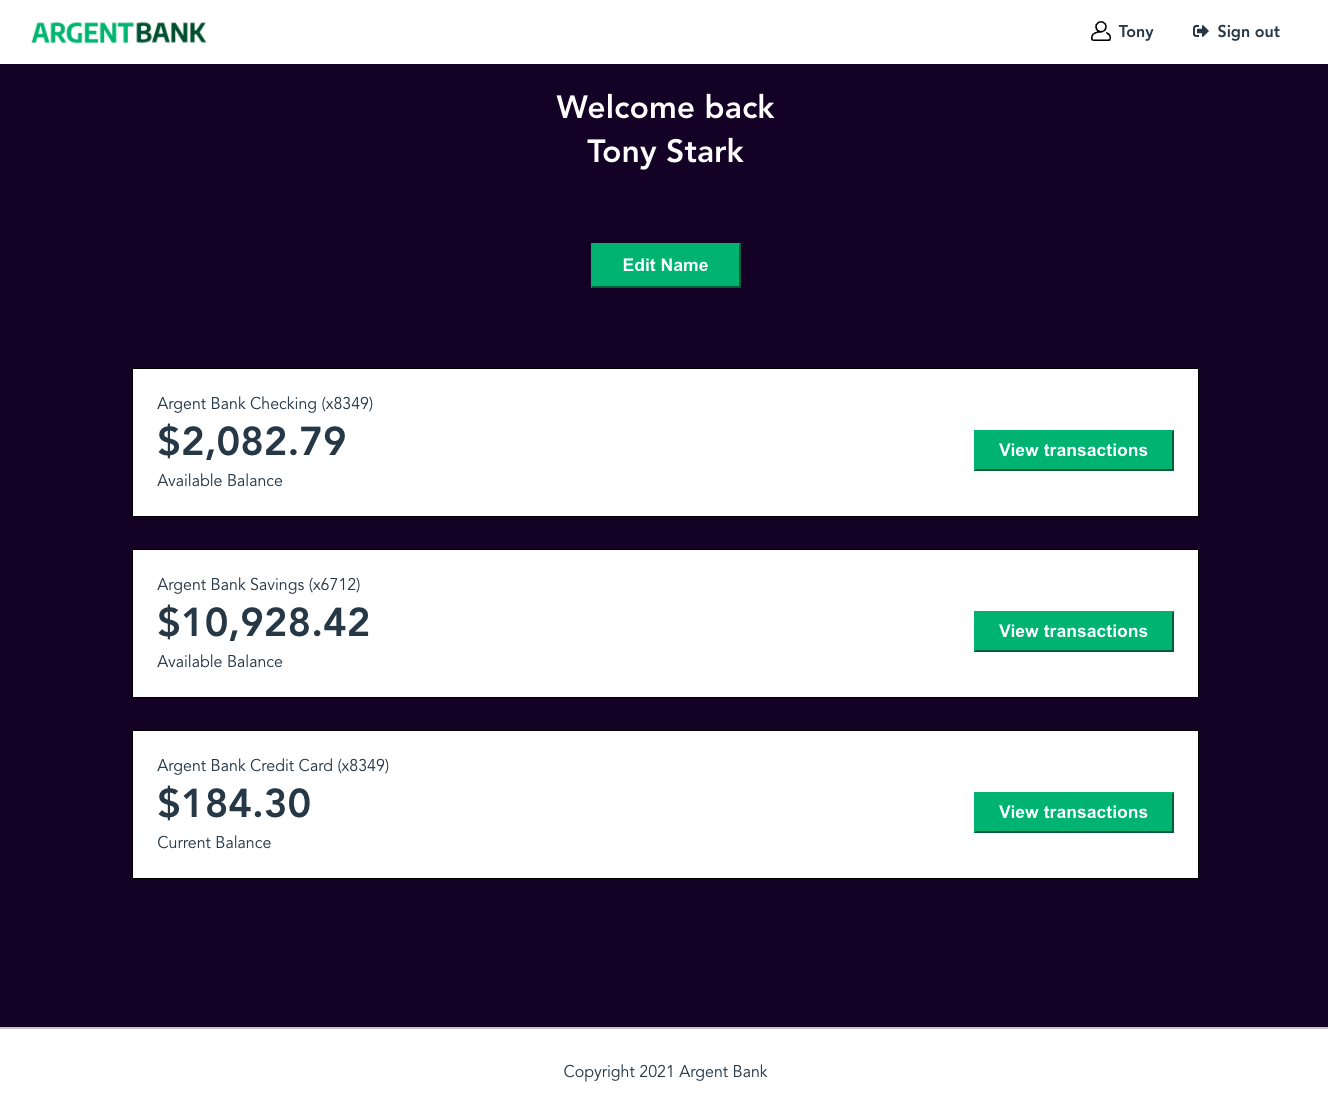 ARGENTBANK
Tony
Sign out
Welcome back
Tony Stark
Edit Name
Argent Bank Checking (x8349)
$2,082.79
Available Balance
View transactions
Argent Bank Savings (x6712)
$10,928.42
Available Balance
View transactions
Argent Bank Credit Card (x8349)
$184.30
Current Balance
View transactions
Copyright 2021 Argent Bank